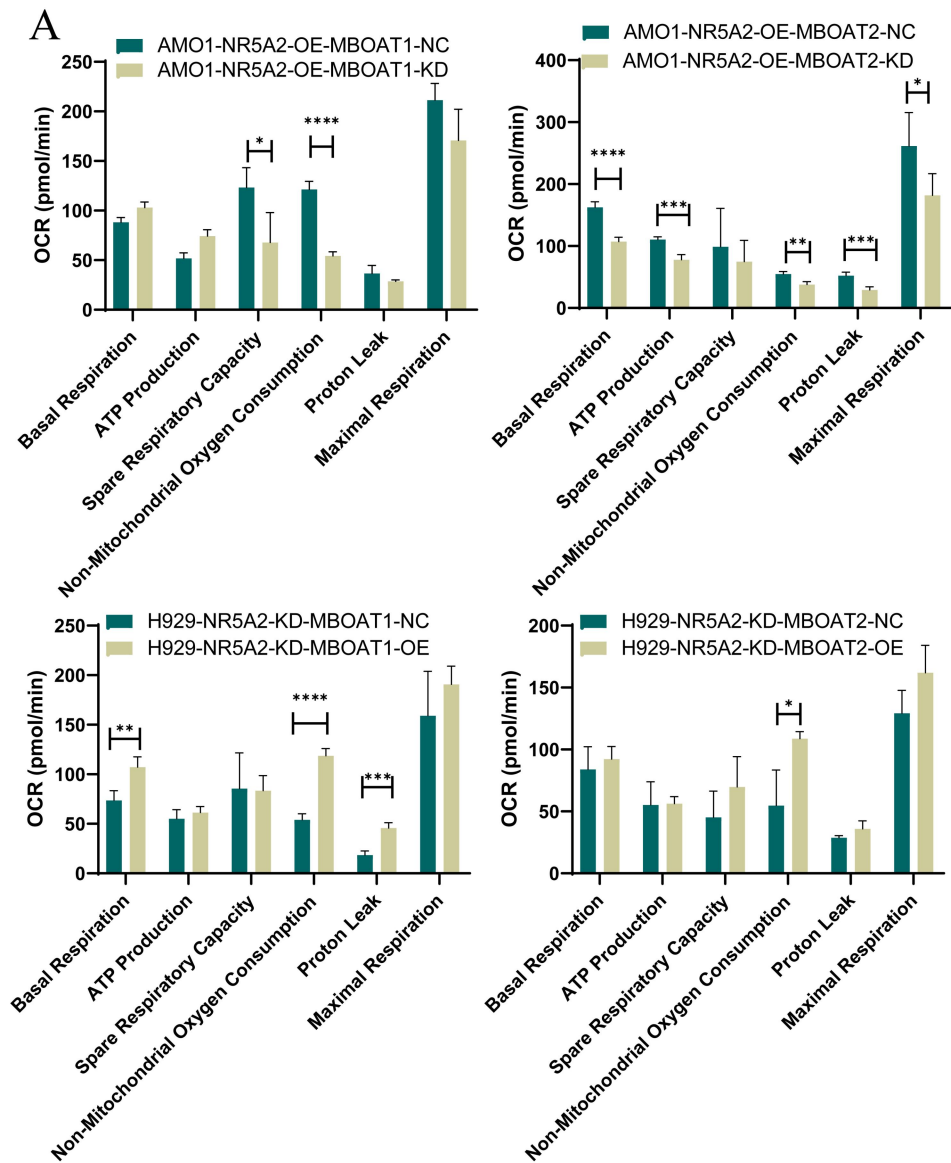 A
AMO1-NR5A2-OE-MBOAT1-NC
AMO1-NR5A2-OE-MBOAT1-KD
OCR (pmol/min)
250
200
150
100
50
0
*
****
Basal Respiration
ATP Production
Spare Respiratory Capacity
Non-Mitochondrial Oxygen Consumption
Proton Leak
Maximal Respiration
AMO1-NR5A2-OE-MBOAT2-NC
AMO1-NR5A2-OE-MBOAT2-KD
OCR (pmol/min)
400
300
200
100
0
****
***
**
***
*
Basal Respiration
ATP Production
Spare Respiratory Capacity
Non-Mitochondrial Oxygen Consumption
Proton Leak
Maximal Respiration
H929-NR5A2-KD-MBOAT1-NC
H929-NR5A2-KD-MBOAT1-OE
OCR (pmol/min)
250
200
150
100
50
0
**
****
***
Basal Respiration
ATP Production
Spare Respiratory Capacity
Non-Mitochondrial Oxygen Consumption
Proton Leak
Maximal Respiration
H929-NR5A2-KD-MBOAT2-NC
H929-NR5A2-KD-MBOAT2-OE
OCR (pmol/min)
200
150
100
50
0
*
Basal Respiration
ATP Production
Spare Respiratory Capacity
Non-Mitochondrial Oxygen Consumption
Proton Leak
Maximal Respiration